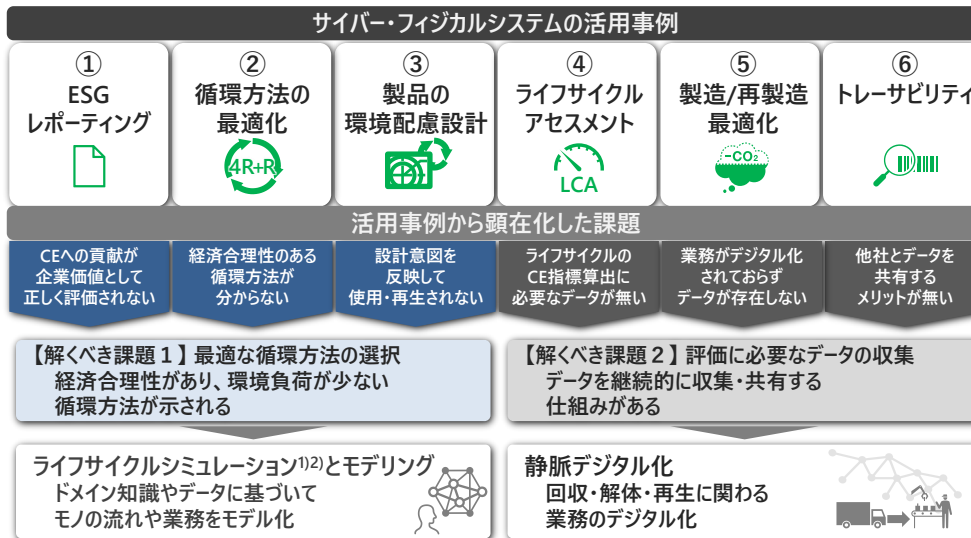 サイバー・フィジカルシステムの活用事例
①
ESG
レポーティング
②
循環方法の
最適化
4R+R
③
製品の
環境配慮設計
④
ライフサイクル
アセスメント
LCA
⑤
製造/再製造
最適化
-CO₂
⑥
トレーサビリティ
活用事例から顕在化した課題
CEへの貢献が
企業価値として
正しく評価されない
経済合理性のある
循環方法が
分からない
設計意図を
反映して
使用・再生されない
ライフサイクルの
CE指標算出に
必要なデータが無い
業務がデジタル化
されておらず
データが存在しない
他社とデータを
共有する
メリットが無い
【解くべき課題1】最適な循環方法の選択
経済合理性があり、環境負荷が少ない
循環方法が示される
【解くべき課題2】評価に必要なデータの収集
データを継続的に収集・共有する
仕組みがある
ライフサイクルシミュレーション¹⁾²⁾とモデリング
ドメイン知識やデータに基づいて
モノの流れや業務をモデル化
静脈デジタル化
回収・解体・再生に関わる
業務のデジタル化